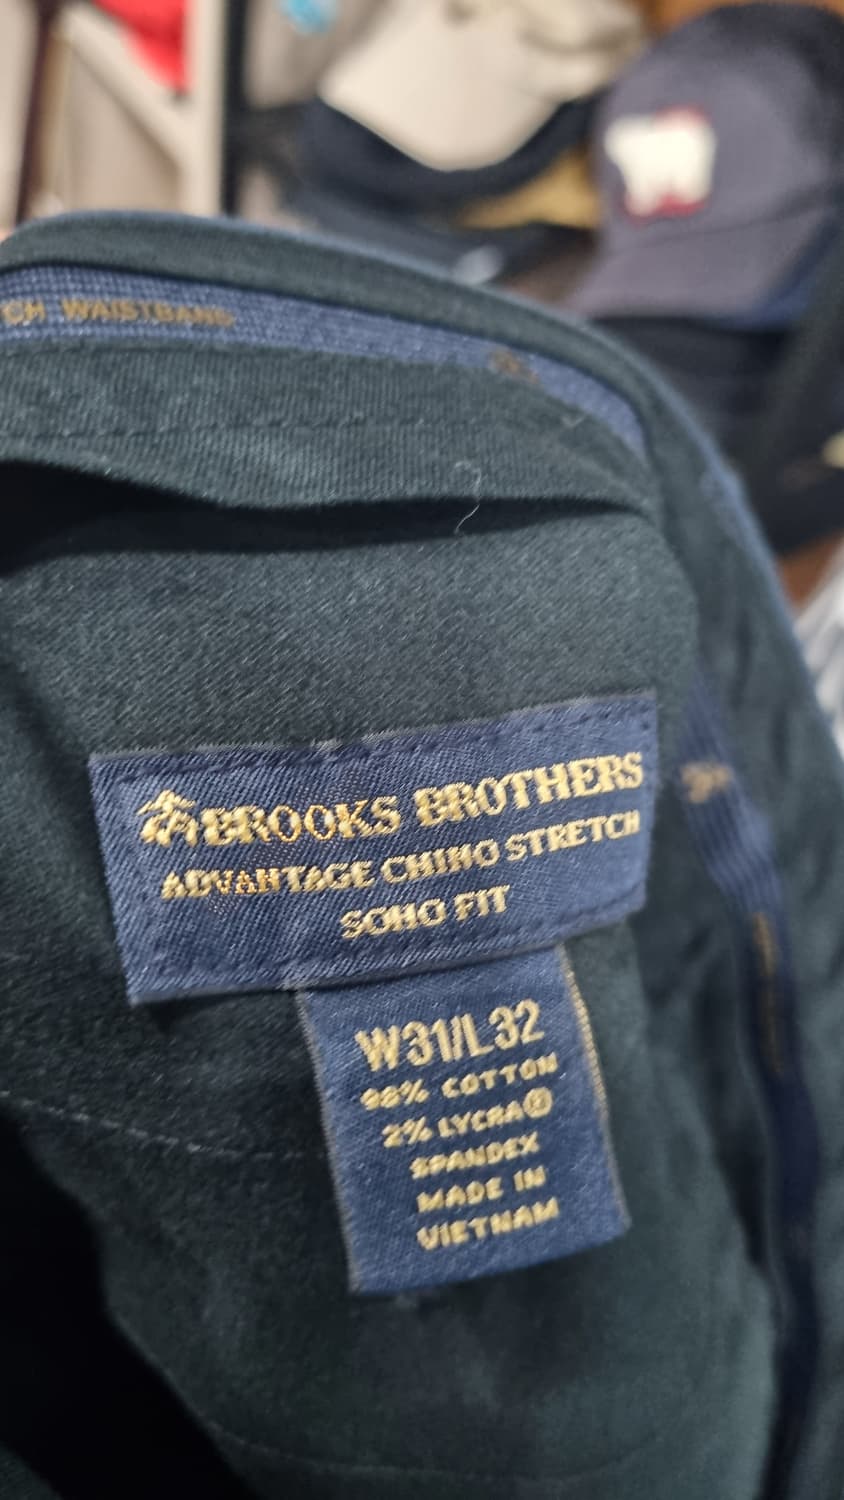 CH WAISTBAND
BROOKS BROTHERS
ADVANTAGE CHINO STRETCH
SOHO FIT
W31/L32
98% COTTON
2% LYCRA®
SPANDEX
MADE IN
VIETNAM